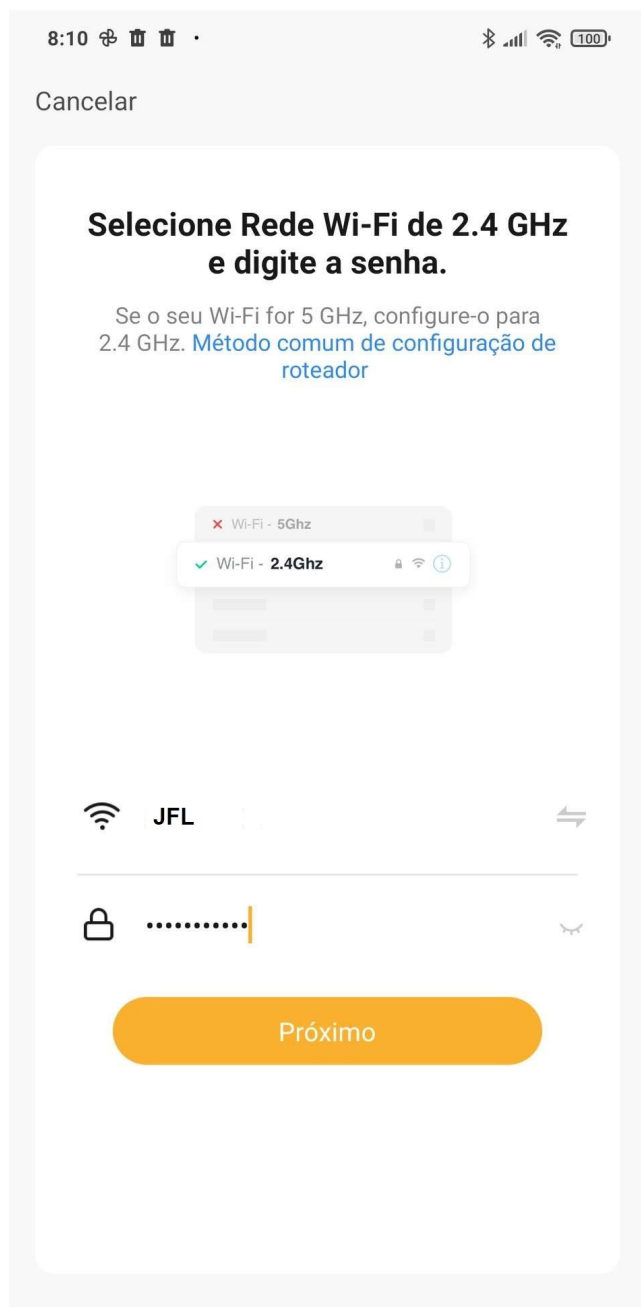 8:10
100
Cancelar
Selecione Rede Wi-Fi de 2.4 GHz
e digite a senha.
Se o seu Wi-Fi for 5 GHz, configure-o para
2.4 GHz. Método comum de configuração de
roteador
Wi-Fi - 5Ghz
Wi-Fi - 2.4Ghz
JFL
•••••••••••
Próximo